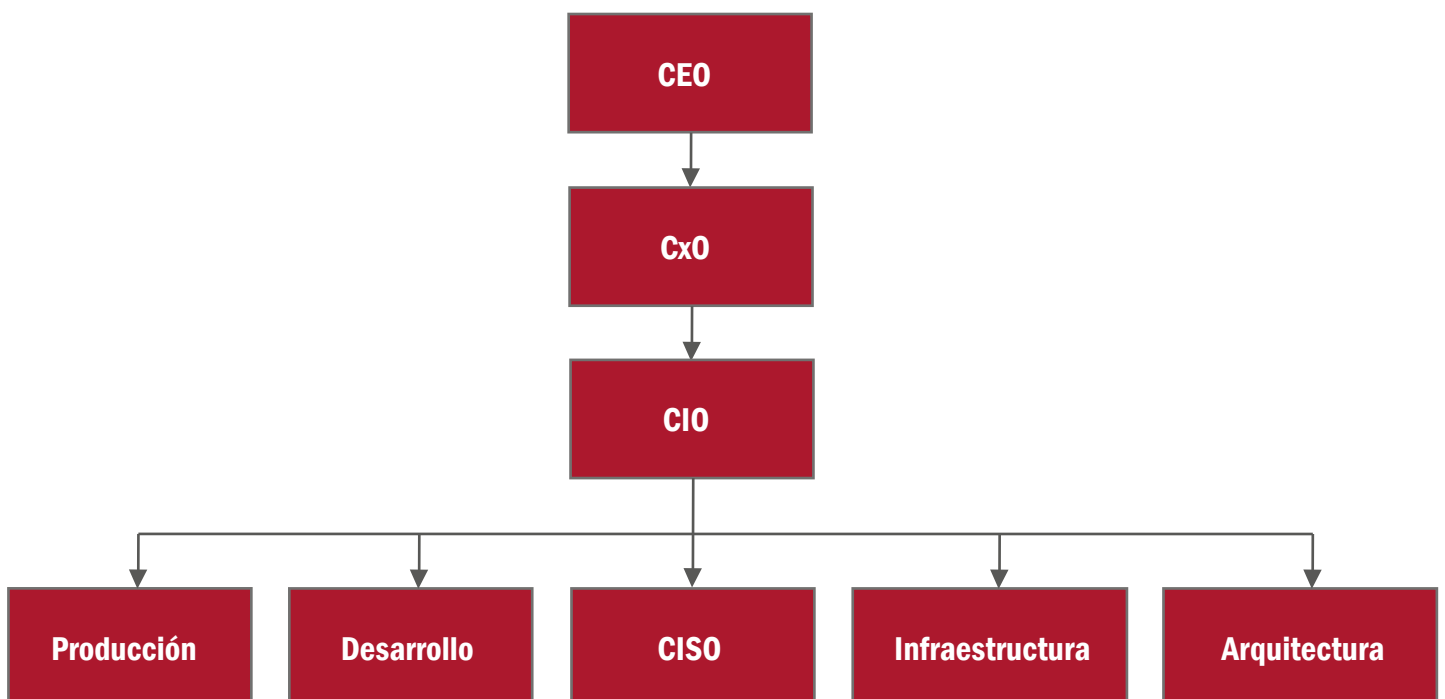 CEO
CxO
CIO
Producción
Desarrollo
CISO
Infraestructura
Arquitectura